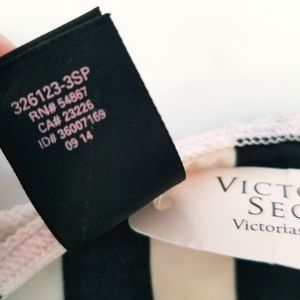 326123-3SP
RN# 54867
CA# 23226
ID# 36007169
09 14
VICTO
SEC
Victorias